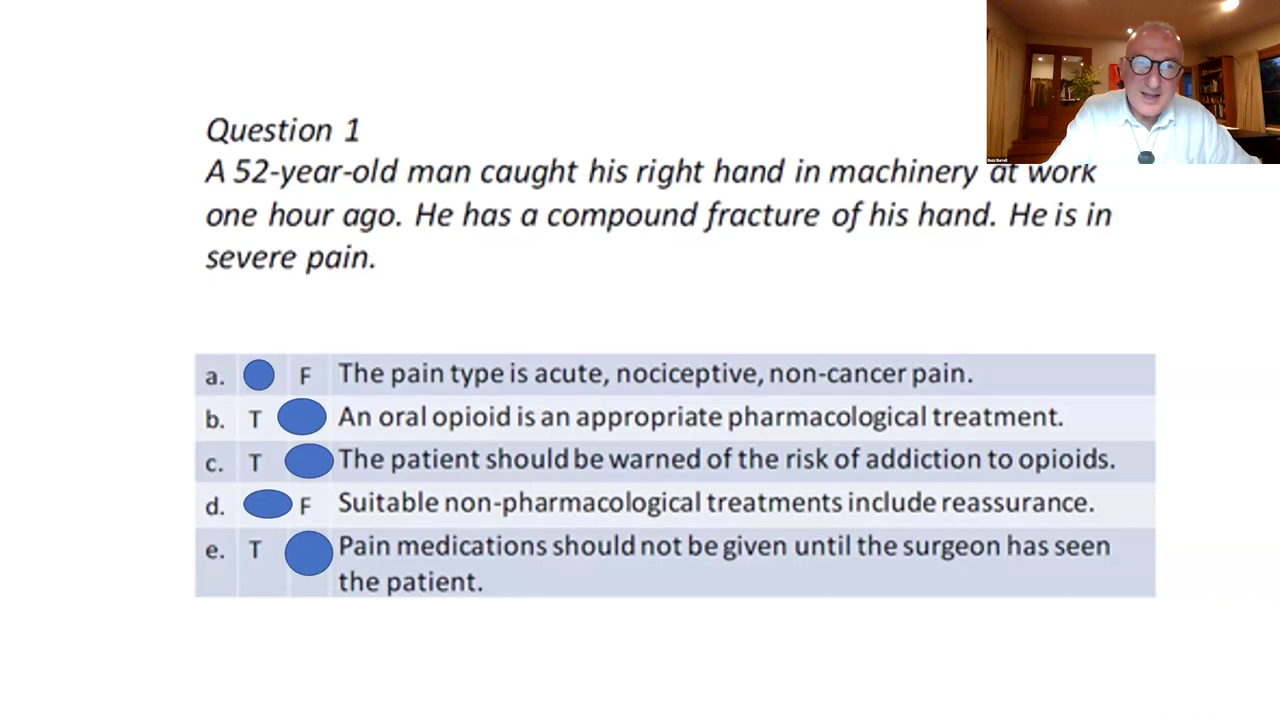 Question 1
A 52-year-old man caught his right hand in machinery at work
one hour ago. He has a compound fracture of his hand. He is in
severe pain.
a. F The pain type is acute, nociceptive, non-cancer pain.
b. T An oral opioid is an appropriate pharmacological treatment.
c. T The patient should be warned of the risk of addiction to opioids.
d. F Suitable non-pharmacological treatments include reassurance.
e. T Pain medications should not be given until the surgeon has seen
the patient.